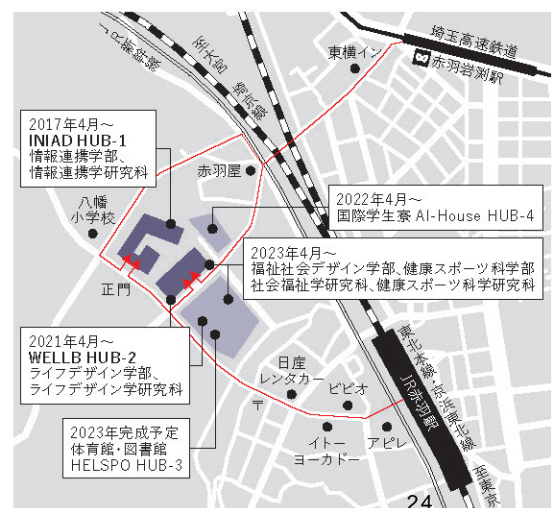 埼玉高速鉄道
赤羽岩淵駅
東横イン
JR新幹線
至大宮
埼京線
2017年4月～
INIAD HUB-1
情報連携学部、
情報連携学研究科
赤羽屋
八幡
小学校
2022年4月～
国際学生寮 AI-House HUB-4
2023年4月～
福祉社会デザイン学部、健康スポーツ科学部
社会福祉学研究科、健康スポーツ科学研究科
正門
2021年4月～
WELLB HUB-2
ライフデザイン学部、
ライフデザイン学研究科
日産
レンタカー
ビビオ
〒
イトー
ヨーカドー
アピレ
東北本線・京浜東北線
JR赤羽駅
2023年完成予定
体育館・図書館
HELSPO HUB-3
至東京
24